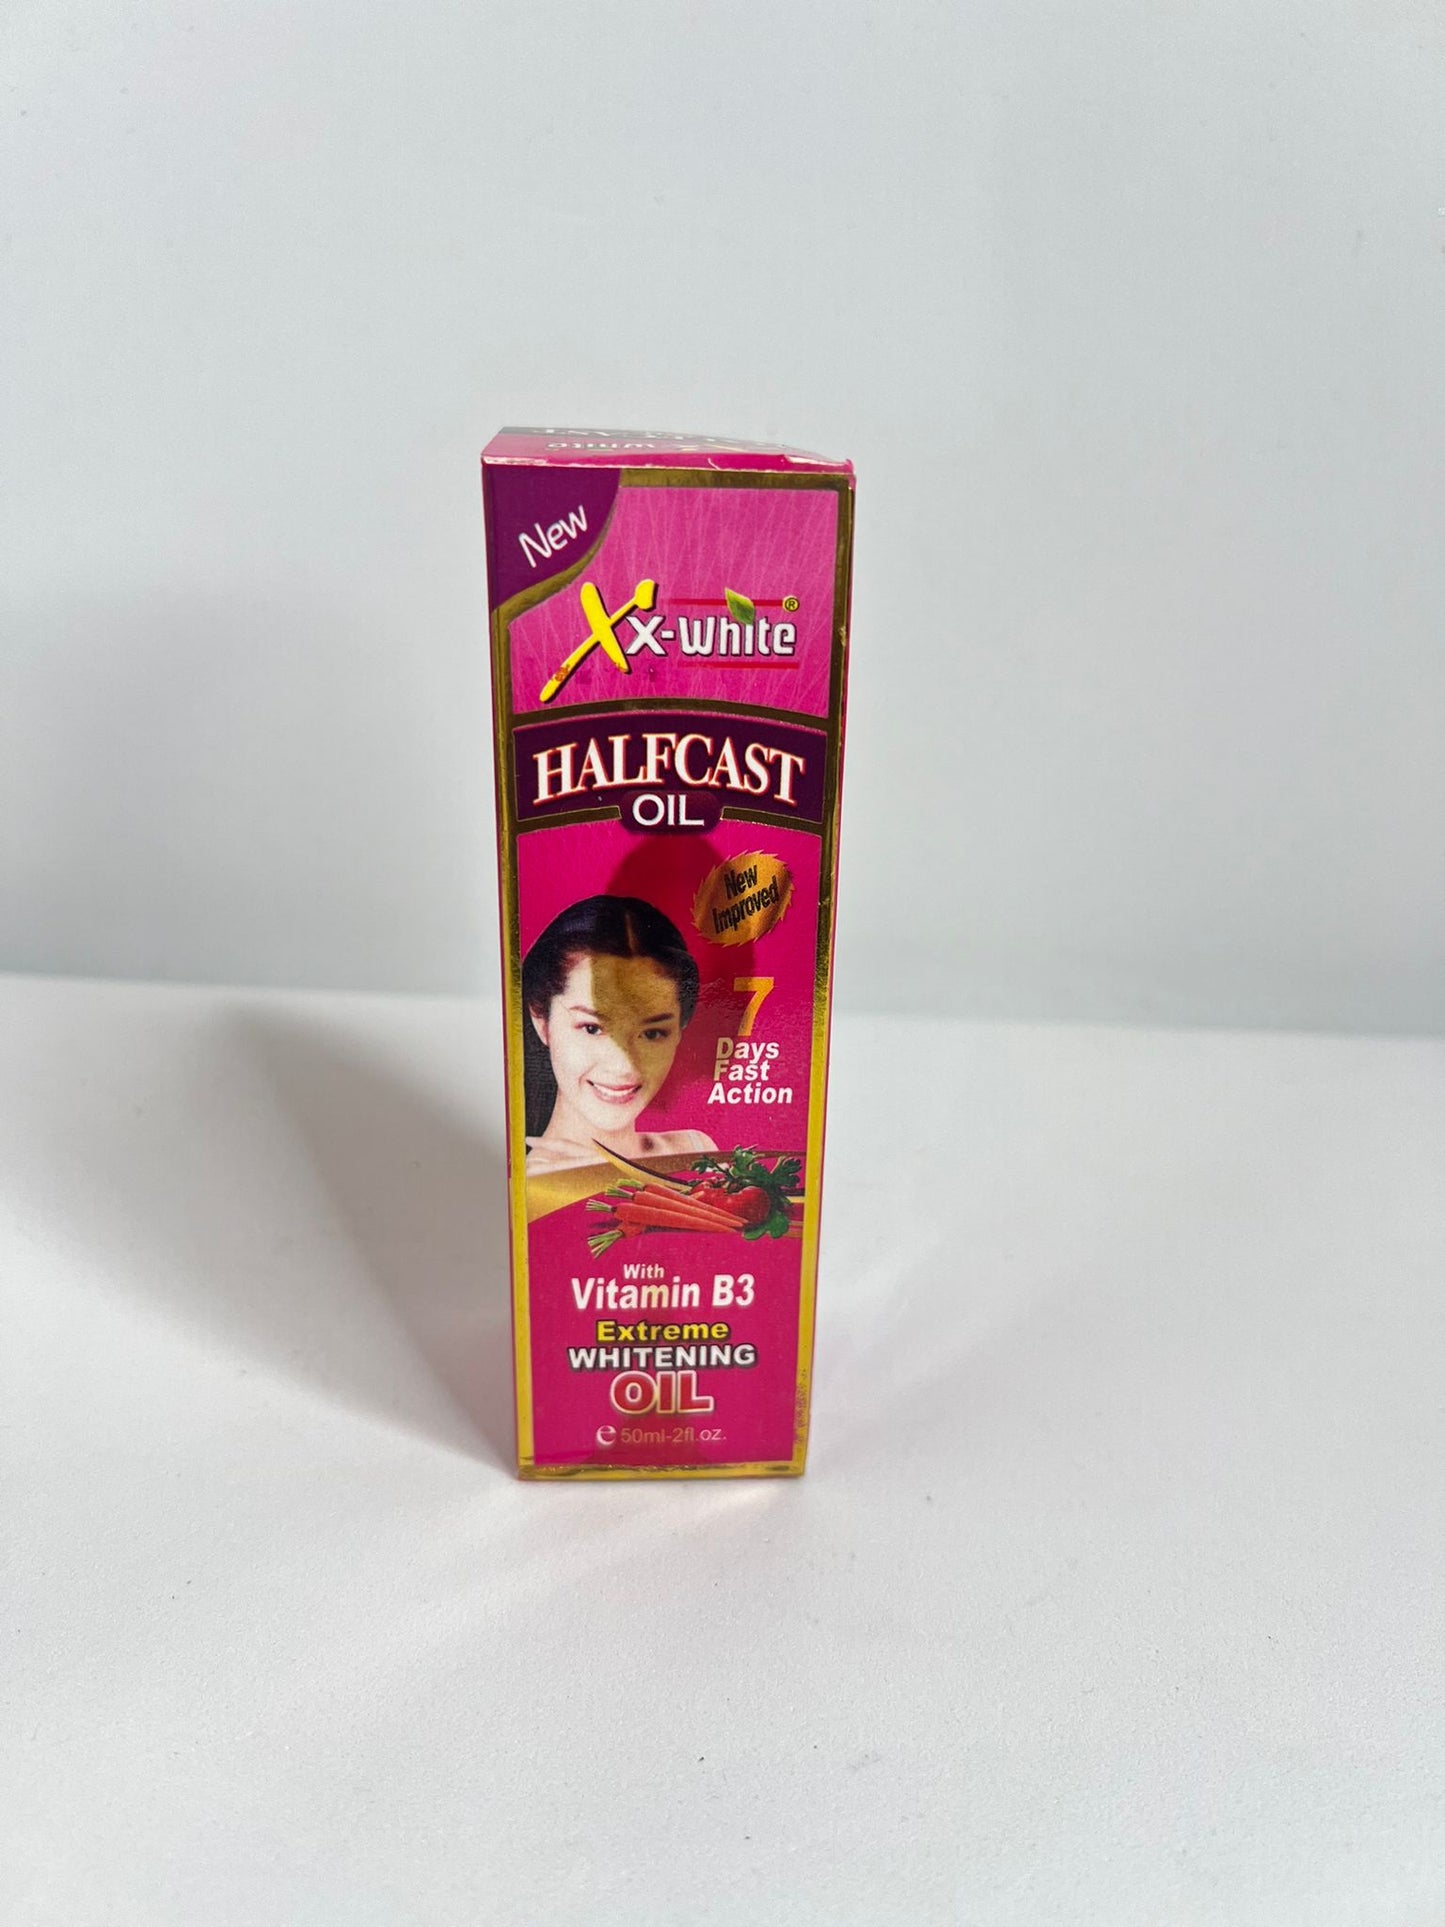 New
X-White ®
HALFCAST
OIL
New
Improved
7
Days
Fast
Action
With
Vitamin B3
Extreme
WHITENING
OIL
e 50ml-2fl.oz.